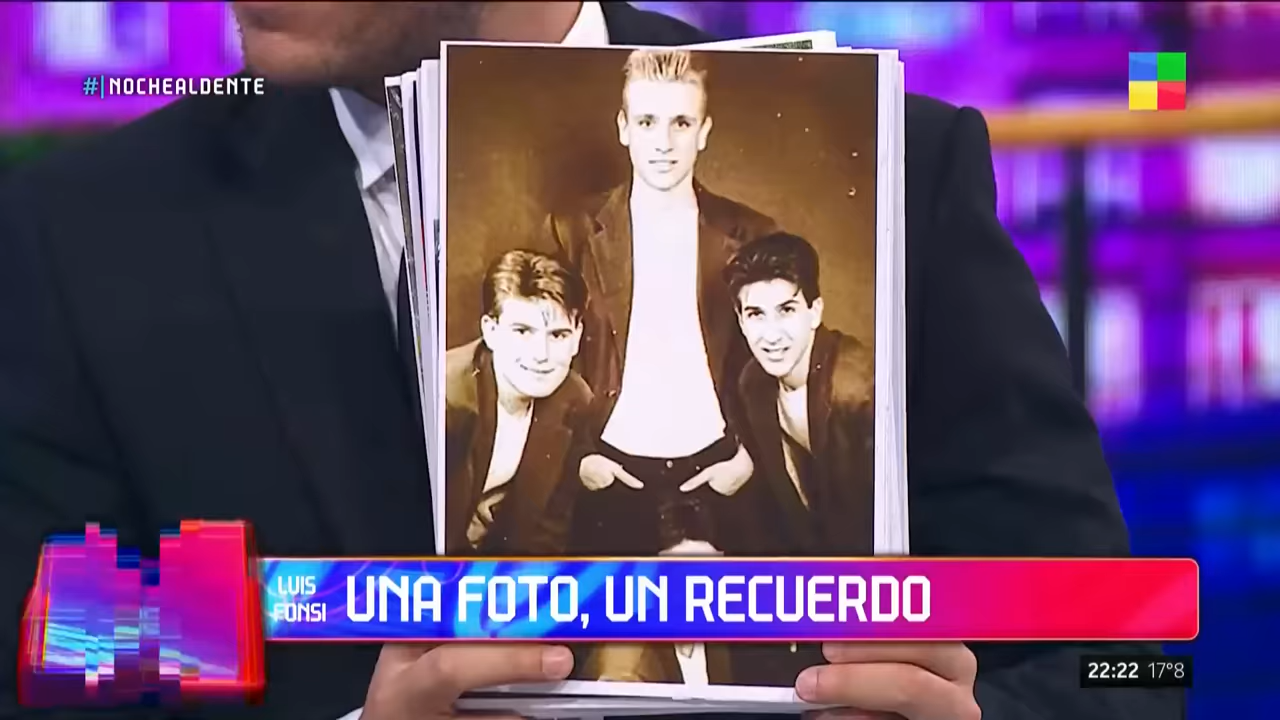 #|NOCHEALDENTE
LUIS
FONSI
UNA FOTO, UN RECUERDO
22:22 17°8